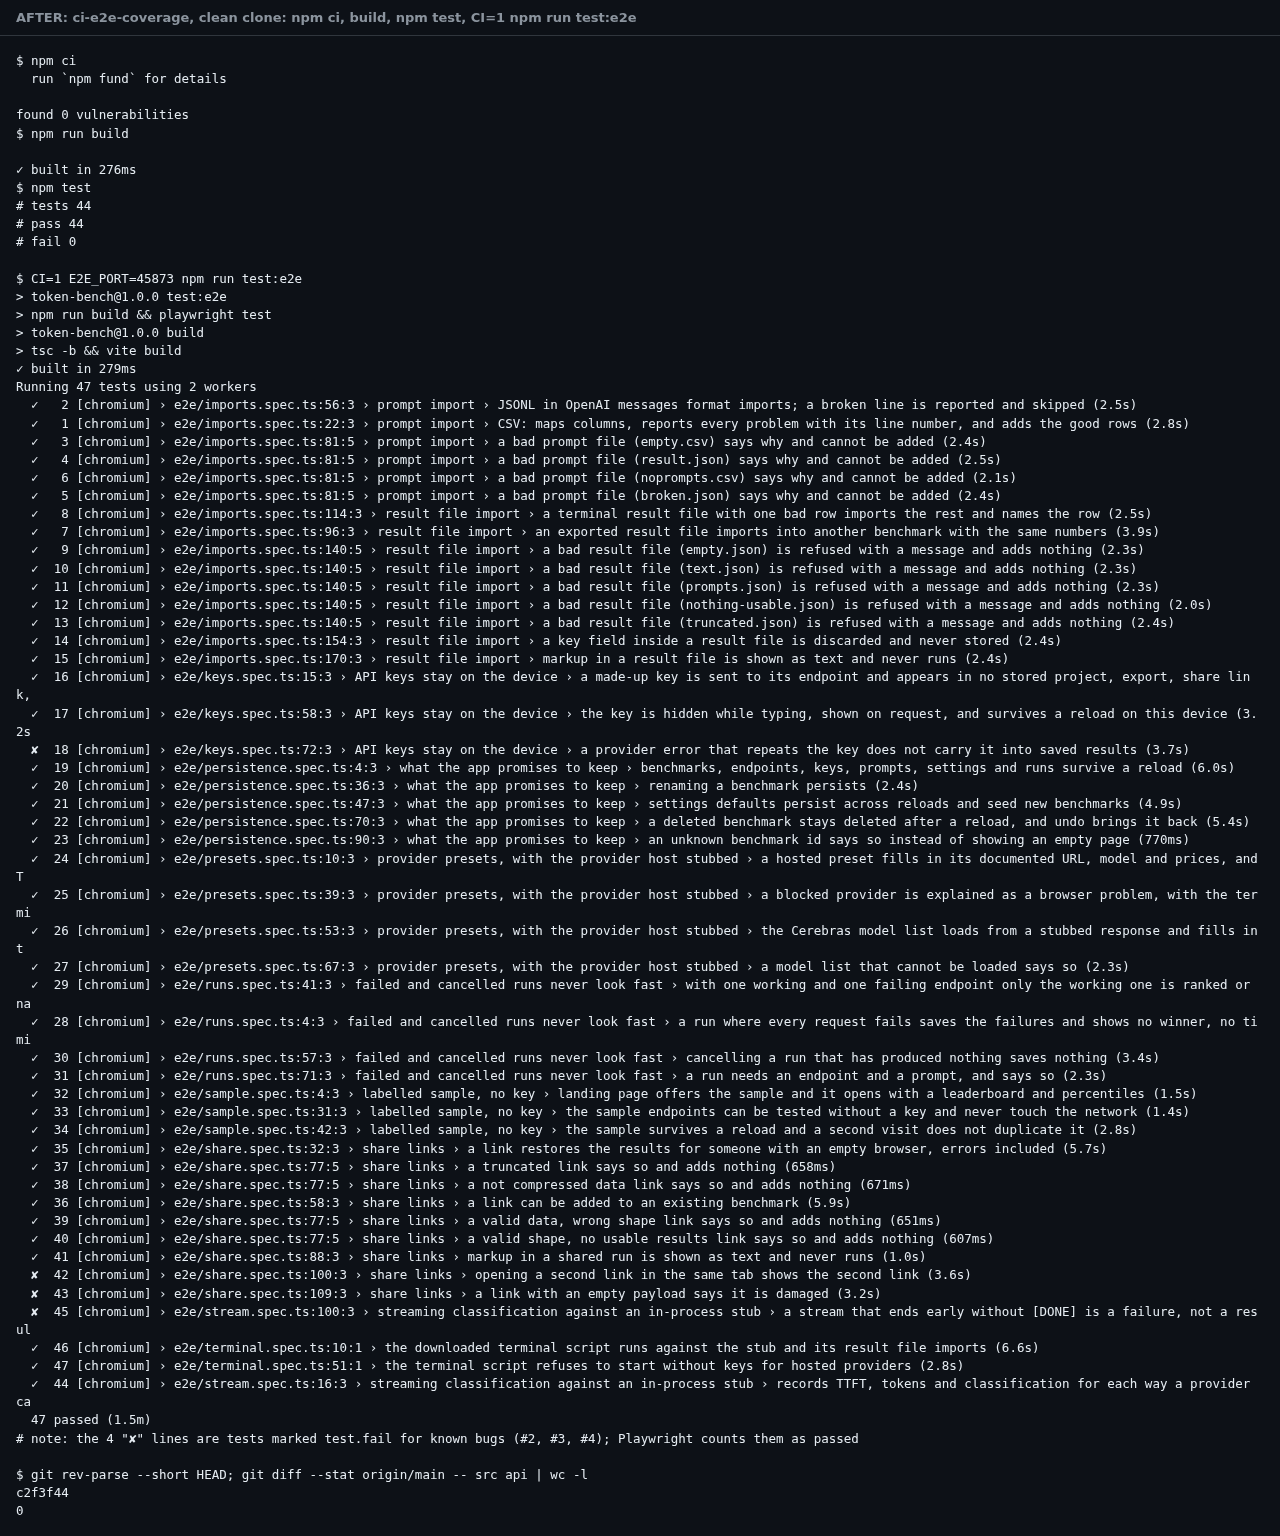 AFTER: ci-e2e-coverage, clean clone: npm ci, build, npm test, CI=1 npm run test:e2e
$ npm ci
  run `npm fund` for details
found 0 vulnerabilities
$ npm run build
✓ built in 276ms
$ npm test
# tests 44
# pass 44
# fail 0
$ CI=1 E2E_PORT=45873 npm run test:e2e
> token-bench@1.0.0 test:e2e
> npm run build && playwright test
> token-bench@1.0.0 build
> tsc -b && vite build
✓ built in 279ms
Running 47 tests using 2 workers
  ✓   2 [chromium] › e2e/imports.spec.ts:56:3 › prompt import › JSONL in OpenAI messages format imports; a broken line is reported and skipped (2.5s)
  ✓   1 [chromium] › e2e/imports.spec.ts:22:3 › prompt import › CSV: maps columns, reports every problem with its line number, and adds the good rows (2.8s)
  ✓   3 [chromium] › e2e/imports.spec.ts:81:5 › prompt import › a bad prompt file (empty.csv) says why and cannot be added (2.4s)
  ✓   4 [chromium] › e2e/imports.spec.ts:81:5 › prompt import › a bad prompt file (result.json) says why and cannot be added (2.5s)
  ✓   6 [chromium] › e2e/imports.spec.ts:81:5 › prompt import › a bad prompt file (noprompts.csv) says why and cannot be added (2.1s)
  ✓   5 [chromium] › e2e/imports.spec.ts:81:5 › prompt import › a bad prompt file (broken.json) says why and cannot be added (2.4s)
  ✓   8 [chromium] › e2e/imports.spec.ts:114:3 › result file import › a terminal result file with one bad row imports the rest and names the row (2.5s)
  ✓   7 [chromium] › e2e/imports.spec.ts:96:3 › result file import › an exported result file imports into another benchmark with the same numbers (3.9s)
  ✓   9 [chromium] › e2e/imports.spec.ts:140:5 › result file import › a bad result file (empty.json) is refused with a message and adds nothing (2.3s)
  ✓  10 [chromium] › e2e/imports.spec.ts:140:5 › result file import › a bad result file (text.json) is refused with a message and adds nothing (2.3s)
  ✓  11 [chromium] › e2e/imports.spec.ts:140:5 › result file import › a bad result file (prompts.json) is refused with a message and adds nothing (2.3s)
  ✓  12 [chromium] › e2e/imports.spec.ts:140:5 › result file import › a bad result file (nothing-usable.json) is refused with a message and adds nothing (2.0s)
  ✓  13 [chromium] › e2e/imports.spec.ts:140:5 › result file import › a bad result file (truncated.json) is refused with a message and adds nothing (2.4s)
  ✓  14 [chromium] › e2e/imports.spec.ts:154:3 › result file import › a key field inside a result file is discarded and never stored (2.4s)
  ✓  15 [chromium] › e2e/imports.spec.ts:170:3 › result file import › markup in a result file is shown as text and never runs (2.4s)
  ✓  16 [chromium] › e2e/keys.spec.ts:15:3 › API keys stay on the device › a made-up key is sent to its endpoint and appears in no stored project, export, share lin
k,
  ✓  17 [chromium] › e2e/keys.spec.ts:58:3 › API keys stay on the device › the key is hidden while typing, shown on request, and survives a reload on this device (3.
2s
  ✘  18 [chromium] › e2e/keys.spec.ts:72:3 › API keys stay on the device › a provider error that repeats the key does not carry it into saved results (3.7s)
  ✓  19 [chromium] › e2e/persistence.spec.ts:4:3 › what the app promises to keep › benchmarks, endpoints, keys, prompts, settings and runs survive a reload (6.0s)
  ✓  20 [chromium] › e2e/persistence.spec.ts:36:3 › what the app promises to keep › renaming a benchmark persists (2.4s)
  ✓  21 [chromium] › e2e/persistence.spec.ts:47:3 › what the app promises to keep › settings defaults persist across reloads and seed new benchmarks (4.9s)
  ✓  22 [chromium] › e2e/persistence.spec.ts:70:3 › what the app promises to keep › a deleted benchmark stays deleted after a reload, and undo brings it back (5.4s)
  ✓  23 [chromium] › e2e/persistence.spec.ts:90:3 › what the app promises to keep › an unknown benchmark id says so instead of showing an empty page (770ms)
  ✓  24 [chromium] › e2e/presets.spec.ts:10:3 › provider presets, with the provider host stubbed › a hosted preset fills in its documented URL, model and prices, and
T
  ✓  25 [chromium] › e2e/presets.spec.ts:39:3 › provider presets, with the provider host stubbed › a blocked provider is explained as a browser problem, with the ter
mi
  ✓  26 [chromium] › e2e/presets.spec.ts:53:3 › provider presets, with the provider host stubbed › the Cerebras model list loads from a stubbed response and fills in
t
  ✓  27 [chromium] › e2e/presets.spec.ts:67:3 › provider presets, with the provider host stubbed › a model list that cannot be loaded says so (2.3s)
  ✓  29 [chromium] › e2e/runs.spec.ts:41:3 › failed and cancelled runs never look fast › with one working and one failing endpoint only the working one is ranked or
na
  ✓  28 [chromium] › e2e/runs.spec.ts:4:3 › failed and cancelled runs never look fast › a run where every request fails saves the failures and shows no winner, no ti
mi
  ✓  30 [chromium] › e2e/runs.spec.ts:57:3 › failed and cancelled runs never look fast › cancelling a run that has produced nothing saves nothing (3.4s)
  ✓  31 [chromium] › e2e/runs.spec.ts:71:3 › failed and cancelled runs never look fast › a run needs an endpoint and a prompt, and says so (2.3s)
  ✓  32 [chromium] › e2e/sample.spec.ts:4:3 › labelled sample, no key › landing page offers the sample and it opens with a leaderboard and percentiles (1.5s)
  ✓  33 [chromium] › e2e/sample.spec.ts:31:3 › labelled sample, no key › the sample endpoints can be tested without a key and never touch the network (1.4s)
  ✓  34 [chromium] › e2e/sample.spec.ts:42:3 › labelled sample, no key › the sample survives a reload and a second visit does not duplicate it (2.8s)
  ✓  35 [chromium] › e2e/share.spec.ts:32:3 › share links › a link restores the results for someone with an empty browser, errors included (5.7s)
  ✓  37 [chromium] › e2e/share.spec.ts:77:5 › share links › a truncated link says so and adds nothing (658ms)
  ✓  38 [chromium] › e2e/share.spec.ts:77:5 › share links › a not compressed data link says so and adds nothing (671ms)
  ✓  36 [chromium] › e2e/share.spec.ts:58:3 › share links › a link can be added to an existing benchmark (5.9s)
  ✓  39 [chromium] › e2e/share.spec.ts:77:5 › share links › a valid data, wrong shape link says so and adds nothing (651ms)
  ✓  40 [chromium] › e2e/share.spec.ts:77:5 › share links › a valid shape, no usable results link says so and adds nothing (607ms)
  ✓  41 [chromium] › e2e/share.spec.ts:88:3 › share links › markup in a shared run is shown as text and never runs (1.0s)
  ✘  42 [chromium] › e2e/share.spec.ts:100:3 › share links › opening a second link in the same tab shows the second link (3.6s)
  ✘  43 [chromium] › e2e/share.spec.ts:109:3 › share links › a link with an empty payload says it is damaged (3.2s)
  ✘  45 [chromium] › e2e/stream.spec.ts:100:3 › streaming classification against an in-process stub › a stream that ends early without [DONE] is a failure, not a res
ul
  ✓  46 [chromium] › e2e/terminal.spec.ts:10:1 › the downloaded terminal script runs against the stub and its result file imports (6.6s)
  ✓  47 [chromium] › e2e/terminal.spec.ts:51:1 › the terminal script refuses to start without keys for hosted providers (2.8s)
  ✓  44 [chromium] › e2e/stream.spec.ts:16:3 › streaming classification against an in-process stub › records TTFT, tokens and classification for each way a provider
ca
  47 passed (1.5m)
# note: the 4 "✘" lines are tests marked test.fail for known bugs (#2, #3, #4); Playwright counts them as passed
$ git rev-parse --short HEAD; git diff --stat origin/main -- src api | wc -l
c2f3f44
0